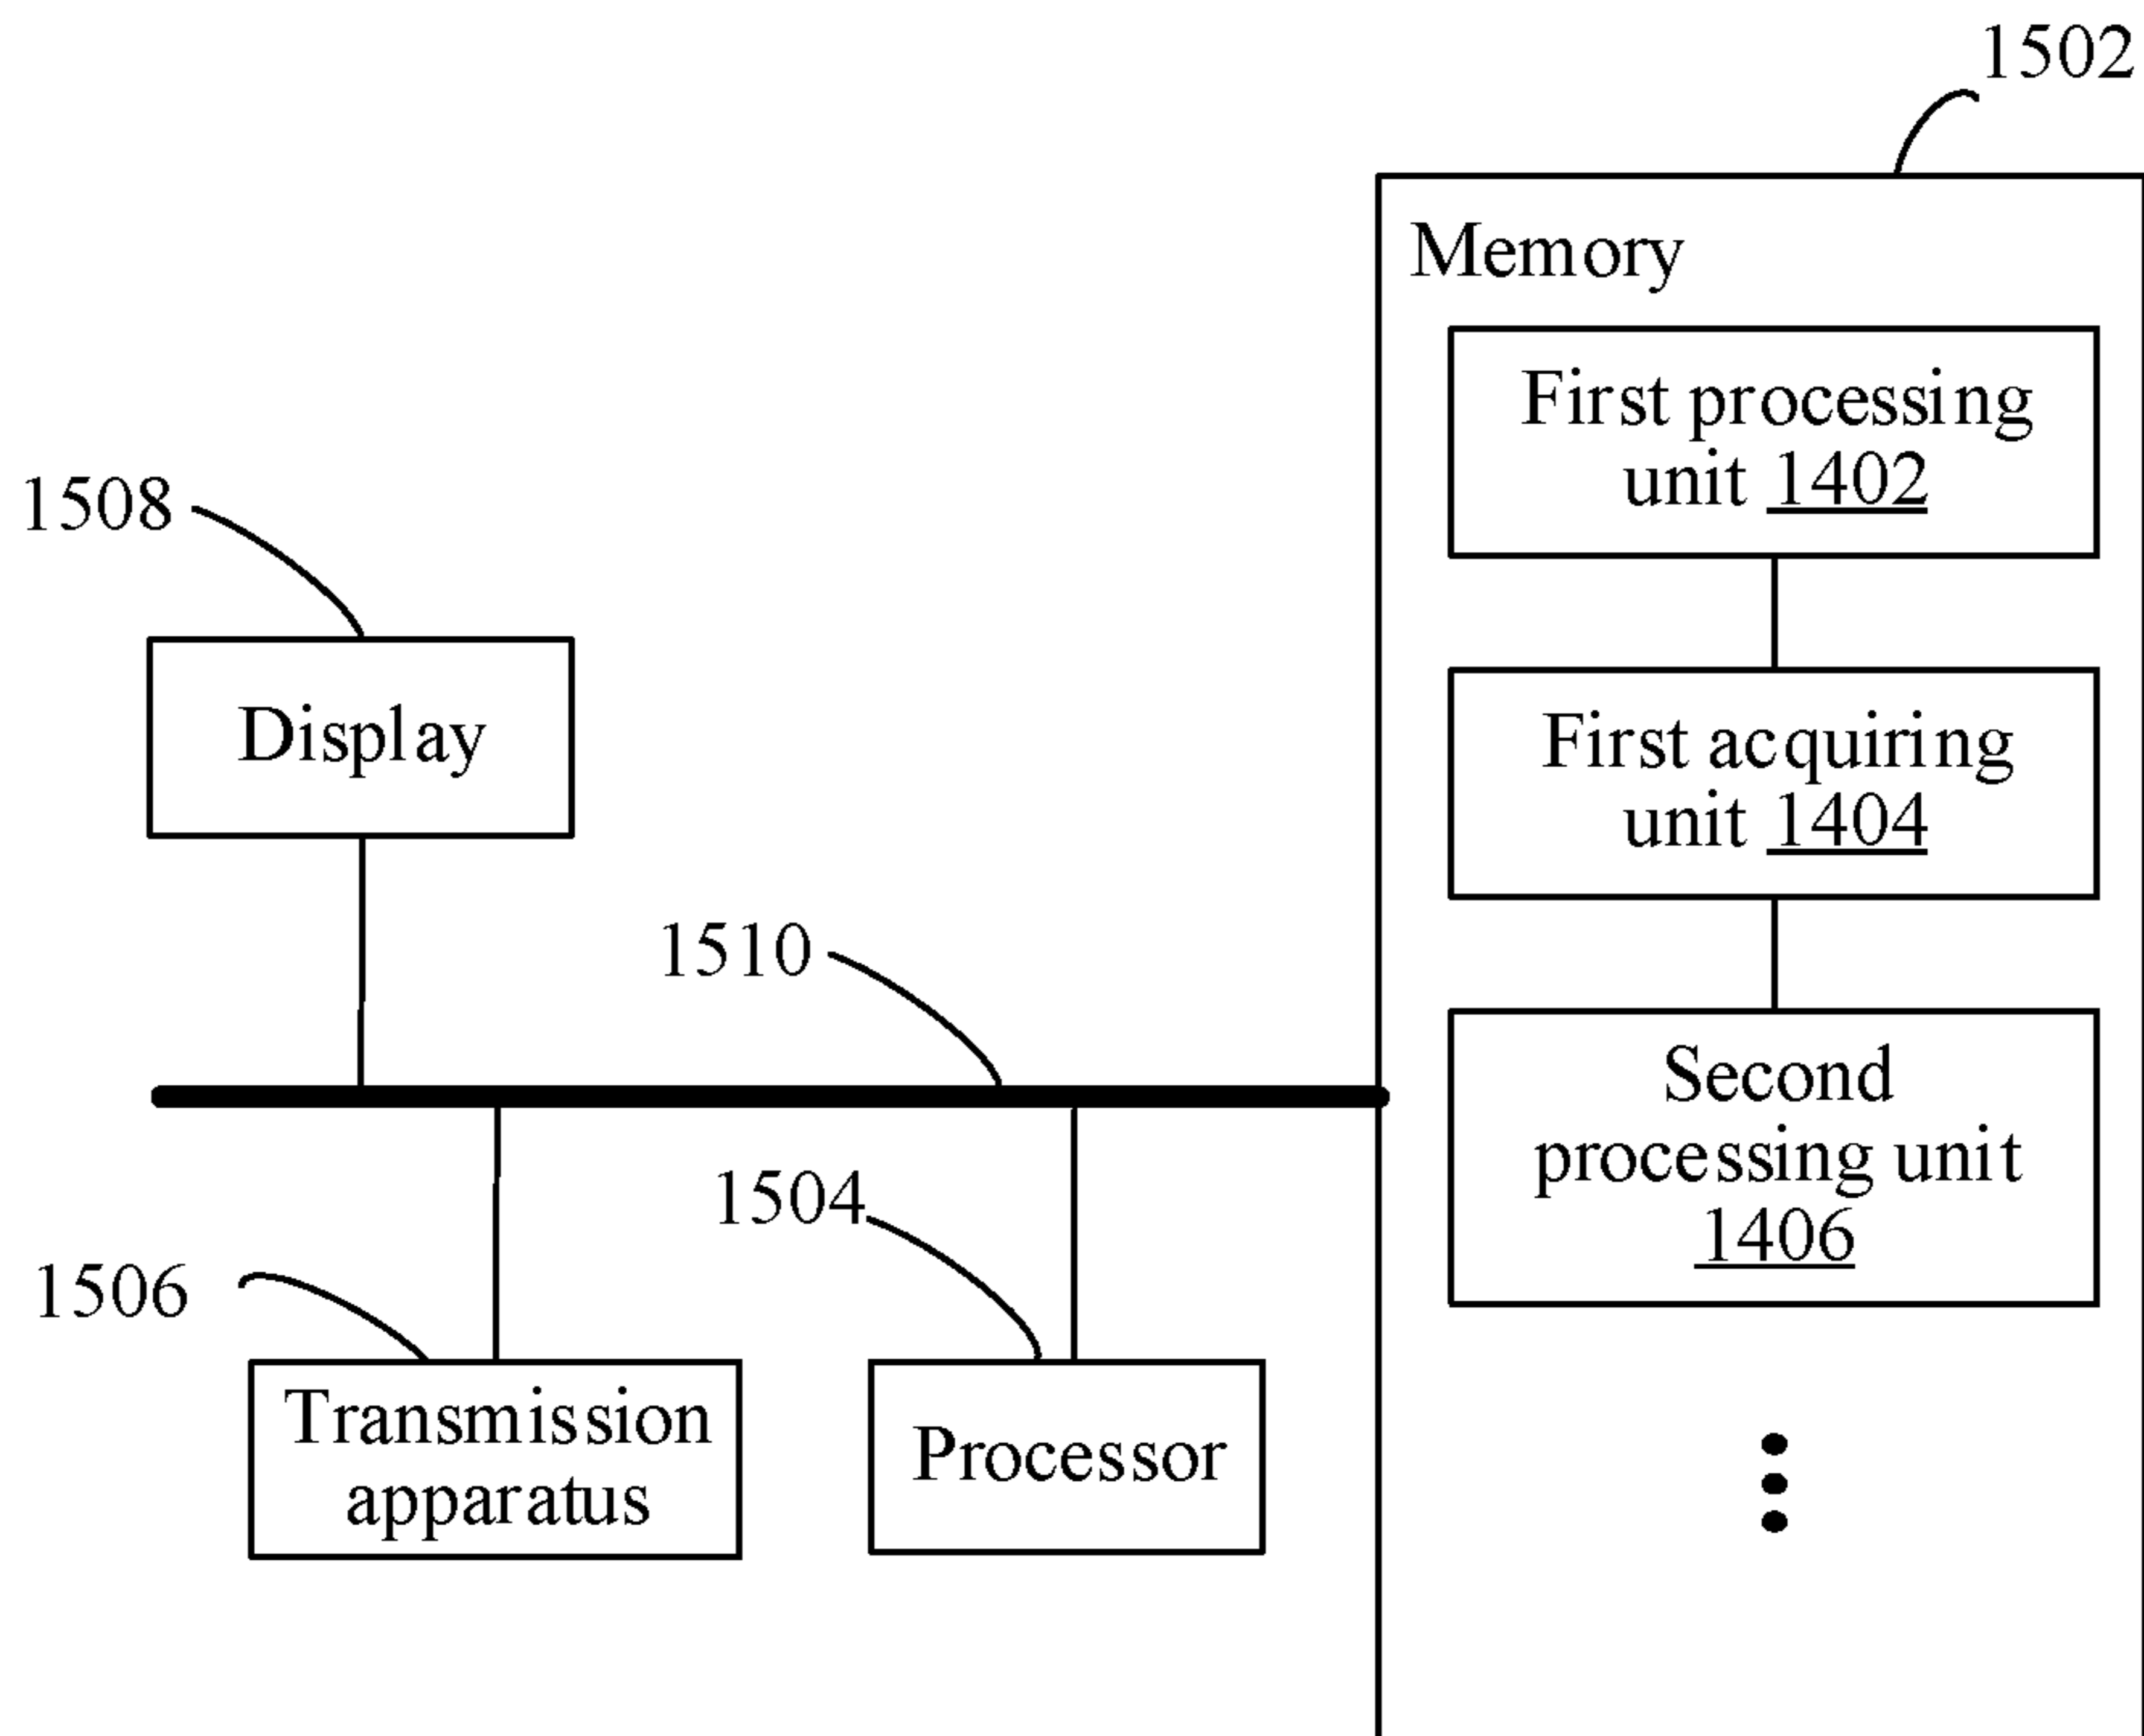 1502
Memory
First processing
unit 1402
1508
Display
First acquiring
unit 1404
1510
Second
processing unit
1406
1504
1506
Transmission
apparatus
Processor